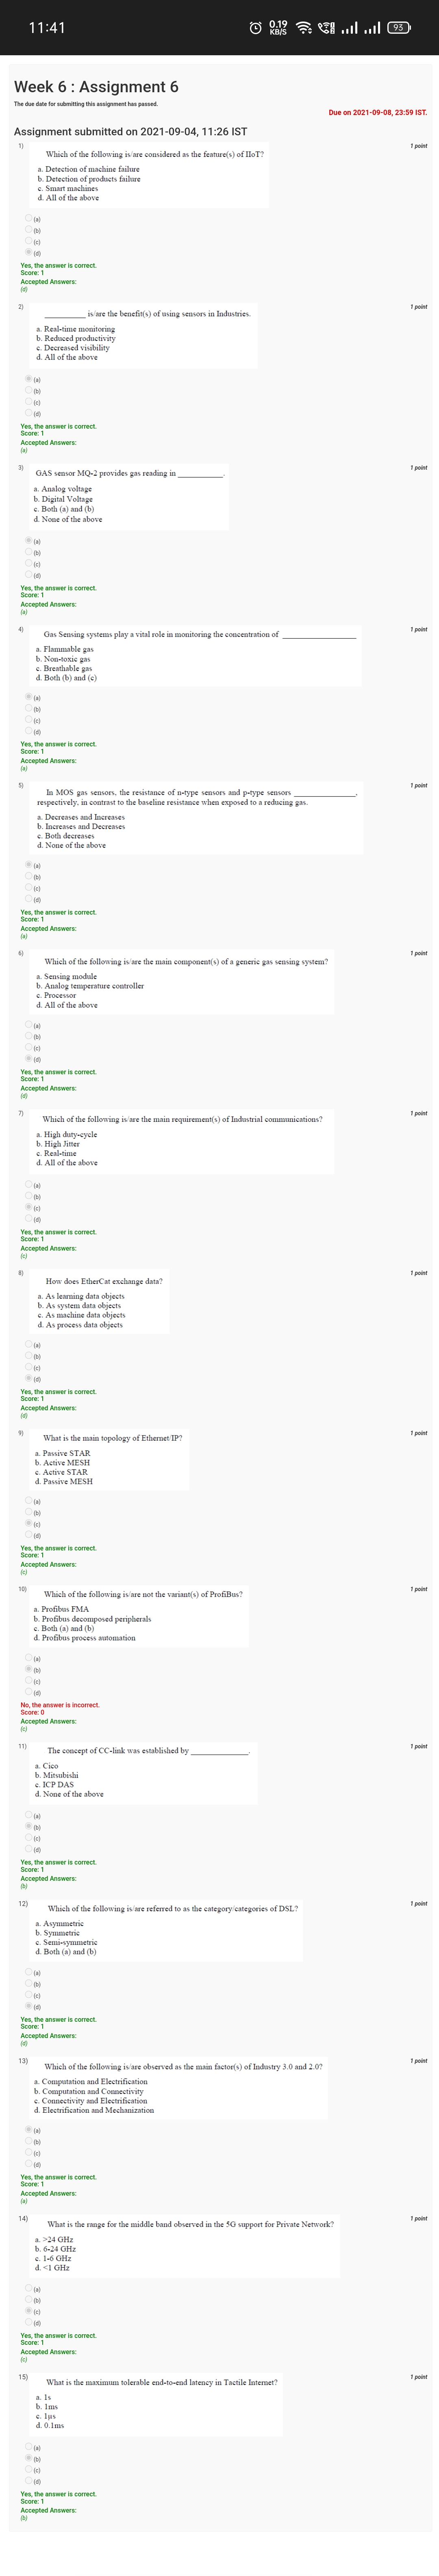 11:41
0.19
KB/S
93
Week 6 : Assignment 6
The due date for submitting this assignment has passed.
Due on 2021-09-08, 23:59 IST.
Assignment submitted on 2021-09-04, 11:26 IST
1)
1 point
Which of the following is/are considered as the feature(s) of IIoT?
a. Detection of machine failure
b. Detection of products failure
c. Smart machines
d. All of the above
(a)
(b)
(c)
(d)
Yes, the answer is correct.
Score: 1
Accepted Answers:
(d)
2)
1 point
__________ is/are the benefit(s) of using sensors in Industries.
a. Real-time monitoring
b. Reduced productivity
c. Decreased visibility
d. All of the above
(a)
(b)
(c)
(d)
Yes, the answer is correct.
Score: 1
Accepted Answers:
(a)
3)
1 point
GAS sensor MQ-2 provides gas reading in ___________.
a. Analog voltage
b. Digital Voltage
c. Both (a) and (b)
d. None of the above
(a)
(b)
(c)
(d)
Yes, the answer is correct.
Score: 1
Accepted Answers:
(a)
4)
1 point
Gas Sensing systems play a vital role in monitoring the concentration of __________________
a. Flammable gas
b. Non-toxic gas
c. Breathable gas
d. Both (b) and (c)
(a)
(b)
(c)
(d)
Yes, the answer is correct.
Score: 1
Accepted Answers:
(a)
5)
1 point
In MOS gas sensors, the resistance of n-type sensors and p-type sensors _______________,
respectively, in contrast to the baseline resistance when exposed to a reducing gas.
a. Decreases and Increases
b. Increases and Decreases
c. Both decreases
d. None of the above
(a)
(b)
(c)
(d)
Yes, the answer is correct.
Score: 1
Accepted Answers:
(a)
6)
1 point
Which of the following is/are the main component(s) of a generic gas sensing system?
a. Sensing module
b. Analog temperature controller
c. Processor
d. All of the above
(a)
(b)
(c)
(d)
Yes, the answer is correct.
Score: 1
Accepted Answers:
(d)
7)
1 point
Which of the following is/are the main requirement(s) of Industrial communications?
a. High duty-cycle
b. High Jitter
c. Real-time
d. All of the above
(a)
(b)
(c)
(d)
Yes, the answer is correct.
Score: 1
Accepted Answers:
(c)
8)
1 point
How does EtherCat exchange data?
a. As learning data objects
b. As system data objects
c. As machine data objects
d. As process data objects
(a)
(b)
(c)
(d)
Yes, the answer is correct.
Score: 1
Accepted Answers:
(d)
9)
1 point
What is the main topology of Ethernet/IP?
a. Passive STAR
b. Active MESH
c. Active STAR
d. Passive MESH
(a)
(b)
(c)
(d)
Yes, the answer is correct.
Score: 1
Accepted Answers:
(c)
10)
1 point
Which of the following is/are not the variant(s) of ProfiBus?
a. Profibus FMA
b. Profibus decomposed peripherals
c. Both (a) and (b)
d. Profibus process automation
(a)
(b)
(c)
(d)
No, the answer is incorrect.
Score: 0
Accepted Answers:
(c)
11)
1 point
The concept of CC-link was established by ______________.
a. Cico
b. Mitsubishi
c. ICP DAS
d. None of the above
(a)
(b)
(c)
(d)
Yes, the answer is correct.
Score: 1
Accepted Answers:
(b)
12)
1 point
Which of the following is/are referred to as the category/categories of DSL?
a. Asymmetric
b. Symmetric
c. Semi-symmetric
d. Both (a) and (b)
(a)
(b)
(c)
(d)
Yes, the answer is correct.
Score: 1
Accepted Answers:
(d)
13)
1 point
Which of the following is/are observed as the main factor(s) of Industry 3.0 and 2.0?
a. Computation and Electrification
b. Computation and Connectivity
c. Connectivity and Electrification
d. Electrification and Mechanization
(a)
(b)
(c)
(d)
Yes, the answer is correct.
Score: 1
Accepted Answers:
(a)
14)
1 point
What is the range for the middle band observed in the 5G support for Private Network?
a. >24 GHz
b. 6-24 GHz
c. 1-6 GHz
d. <1 GHz
(a)
(b)
(c)
(d)
Yes, the answer is correct.
Score: 1
Accepted Answers:
(c)
15)
1 point
What is the maximum tolerable end-to-end latency in Tactile Internet?
a. 1s
b. 1ms
c. 1µs
d. 0.1ms
(a)
(b)
(c)
(d)
Yes, the answer is correct.
Score: 1
Accepted Answers:
(b)